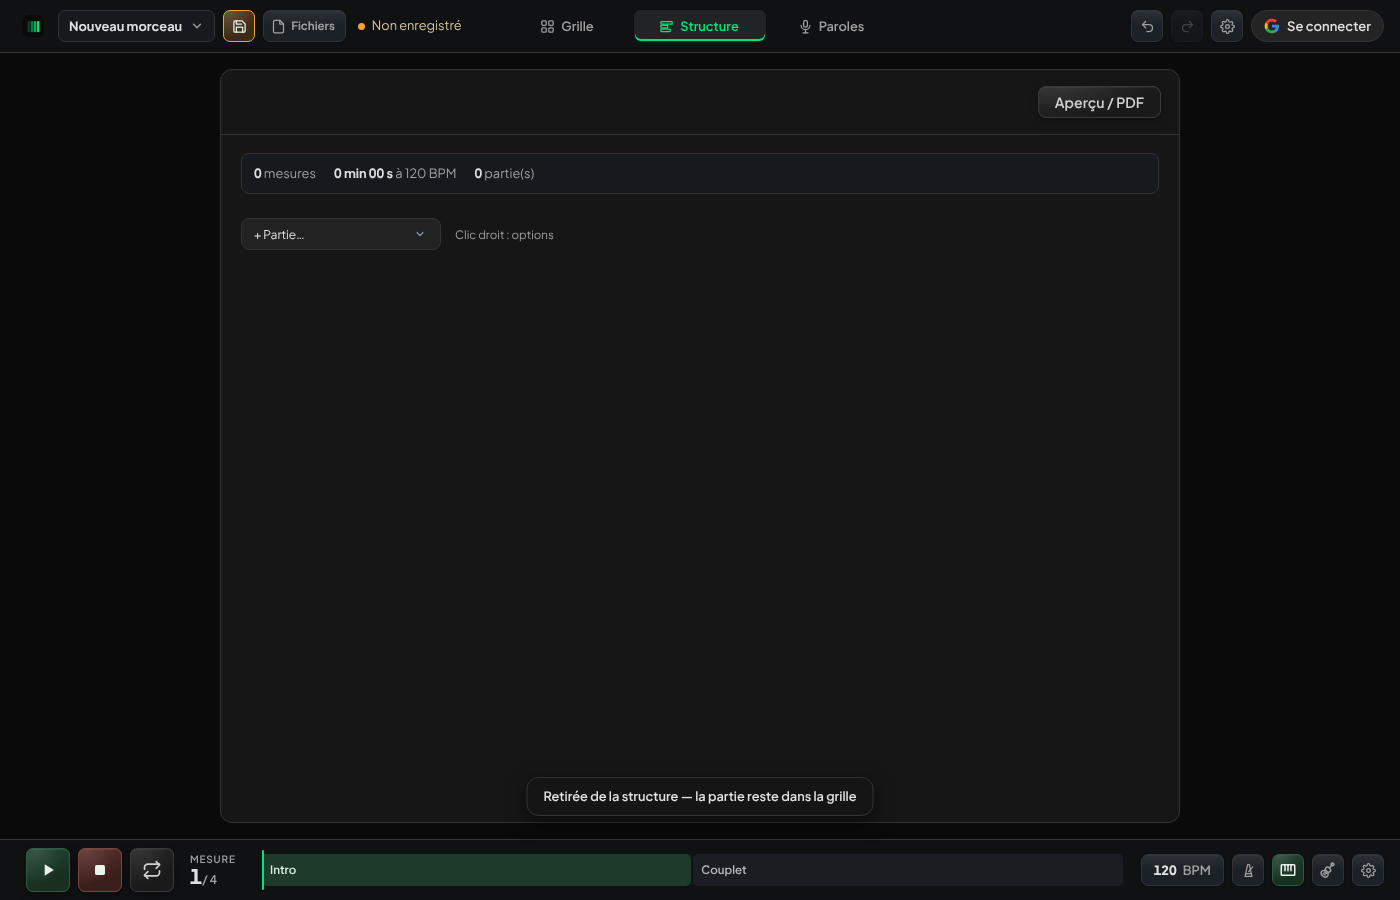 Nouveau morceau
Fichiers
Non enregistré
Grille
Structure
Paroles
Se connecter
Aperçu / PDF
0 mesures 0 min 00 s à 120 BPM 0 partie(s)
+ Partie...
Clic droit : options
Retirée de la structure — la partie reste dans la grille
MESURE
1/ 4
Intro
Couplet
120 BPM